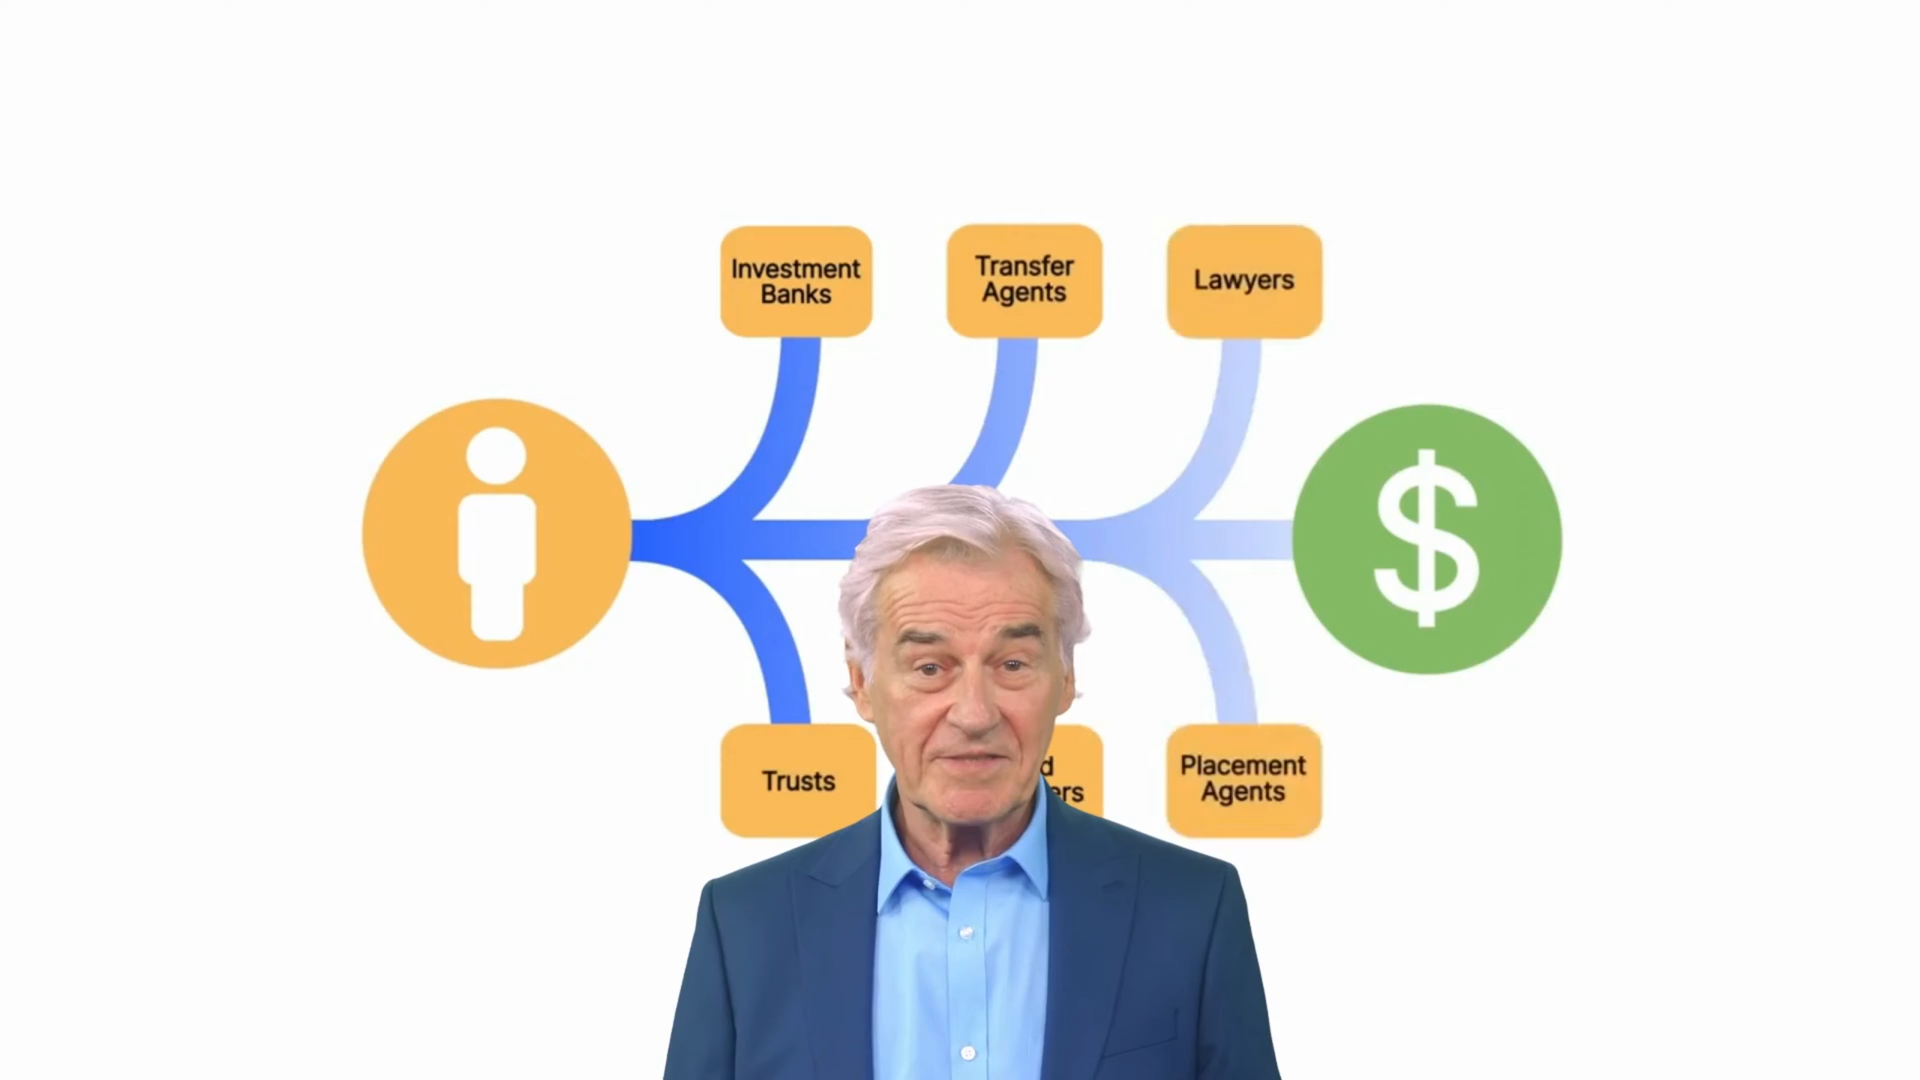 Investment
Banks
Transfer
Agents
Lawyers
$
Trusts
Placement
Agents